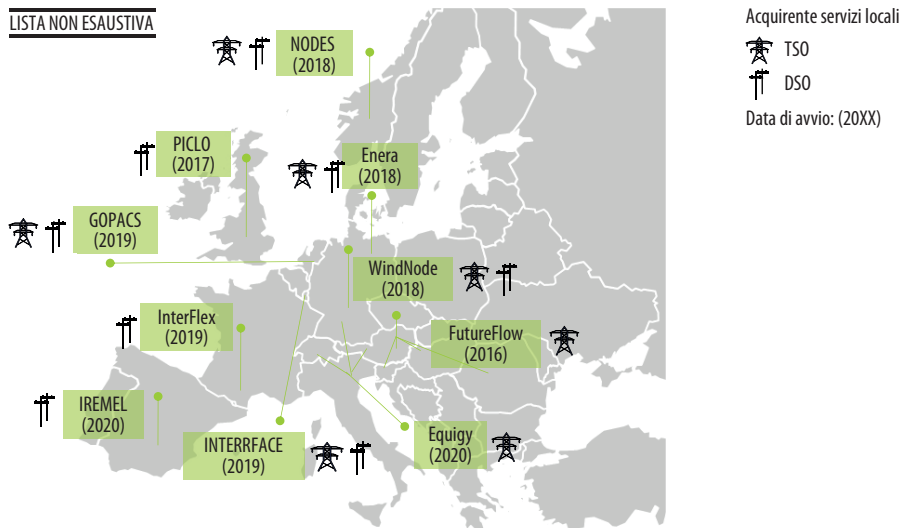 LISTA NON ESAUSTIVA
Acquirente servizi locali
TSO
DSO
Data di avvio: (20XX)
NODES
(2018)
PICLO
(2017)
Enera
(2018)
GOPACS
(2019)
WindNode
(2018)
InterFlex
(2019)
FutureFlow
(2016)
IREMEL
(2020)
INTERRFACE
(2019)
Equigy
(2020)